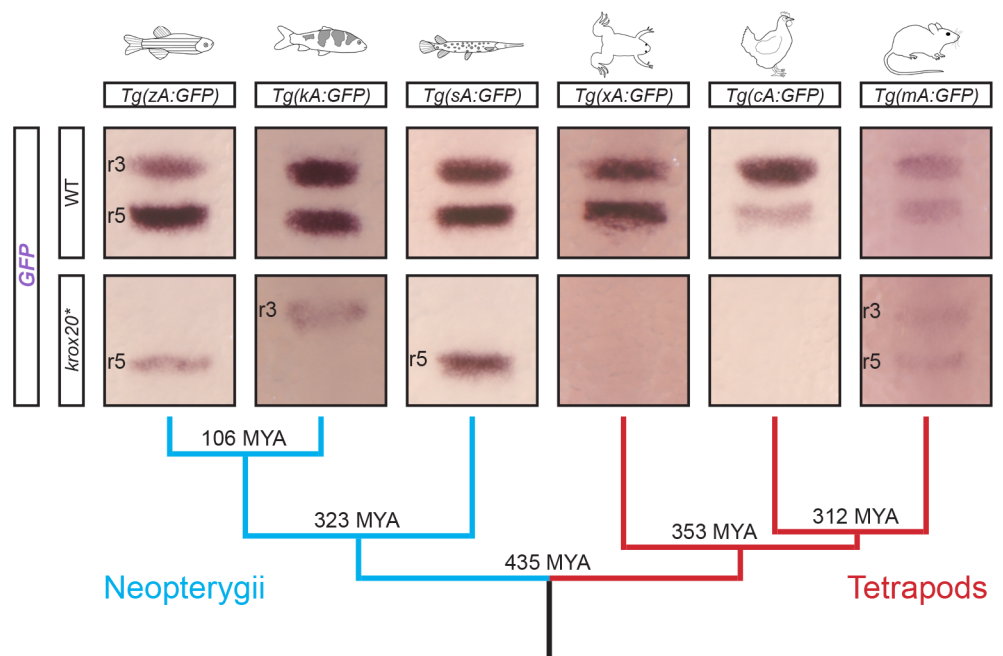 Tg(zA:GFP) Tg(kA:GFP) Tg(sA:GFP) Tg(xA:GFP) Tg(cA:GFP) Tg(mA:GFP)
GFP
WT
r3
r5
krox20*
r5
r3
r5
r3
r5
106 MYA
323 MYA
312 MYA
353 MYA
435 MYA
Neopterygii
Tetrapods